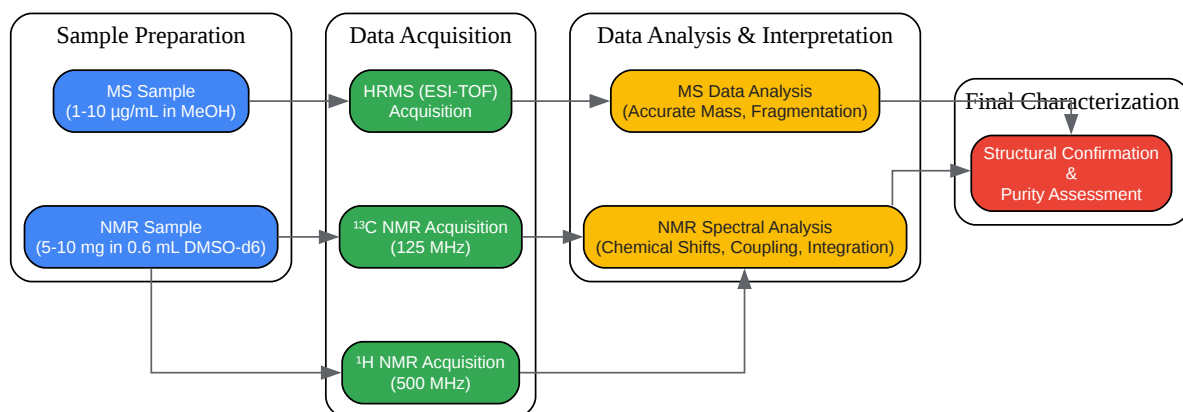 Sample Preparation
MS Sample
(1-10 µg/mL in MeOH)
NMR Sample
(5-10 mg in 0.6 mL DMSO-d6)
Data Acquisition
HRMS (ESI-TOF)
Acquisition
¹³C NMR Acquisition
(125 MHz)
¹H NMR Acquisition
(500 MHz)
Data Analysis & Interpretation
MS Data Analysis
(Accurate Mass, Fragmentation)
NMR Spectral Analysis
(Chemical Shifts, Coupling, Integration)
Final Characterization
Structural Confirmation
&
Purity Assessment